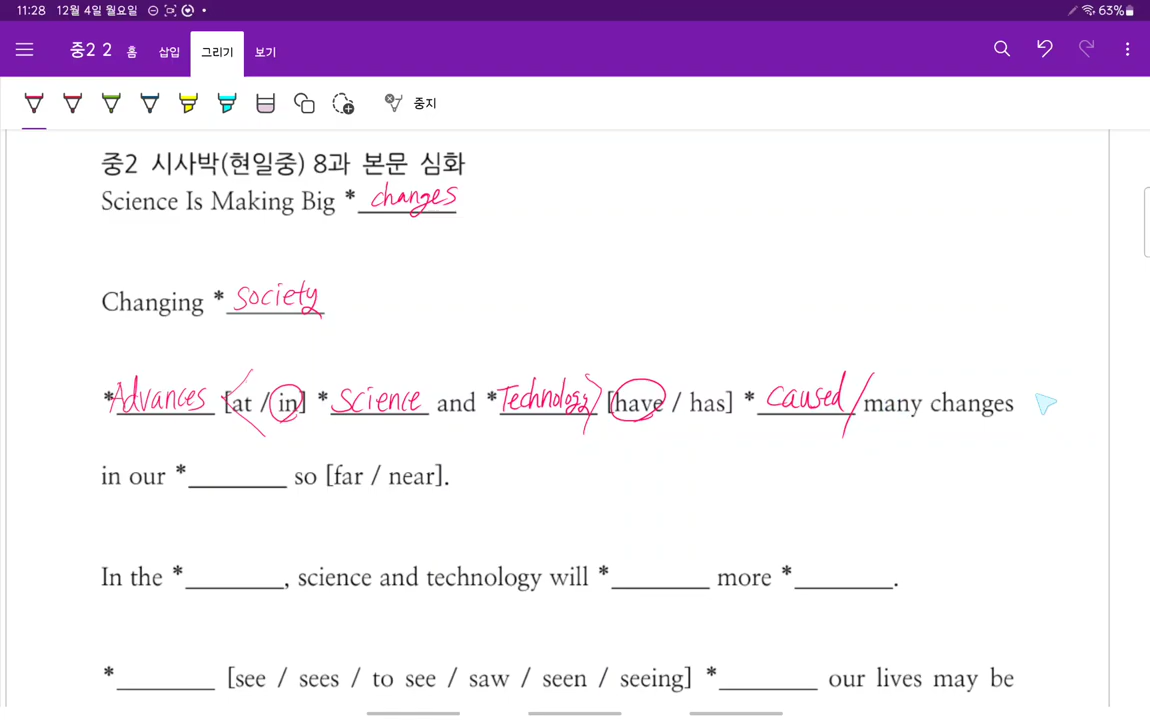 11:28 12월 4일 월요일 63%
중2 2 홈 삽입 그리기 보기
중지
중2 시사박(현일중) 8과 본문 심화
Science Is Making Big * changes
Changing * society
*Advances [at / in] * Science and * Technology [have / has] * caused / many changes
in our *________ so [far / near].
In the *________, science and technology will *________ more *________.
*________ [see / sees / to see / saw / seen / seeing] *________ our lives may be